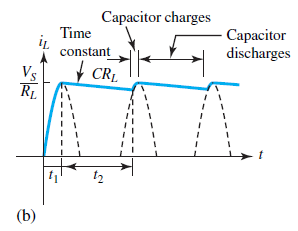 Capacitor charges
Time
constant
Capacitor
discharges
i_L
V_S
R_L
CR_L
t
t_1
t_2
(b)